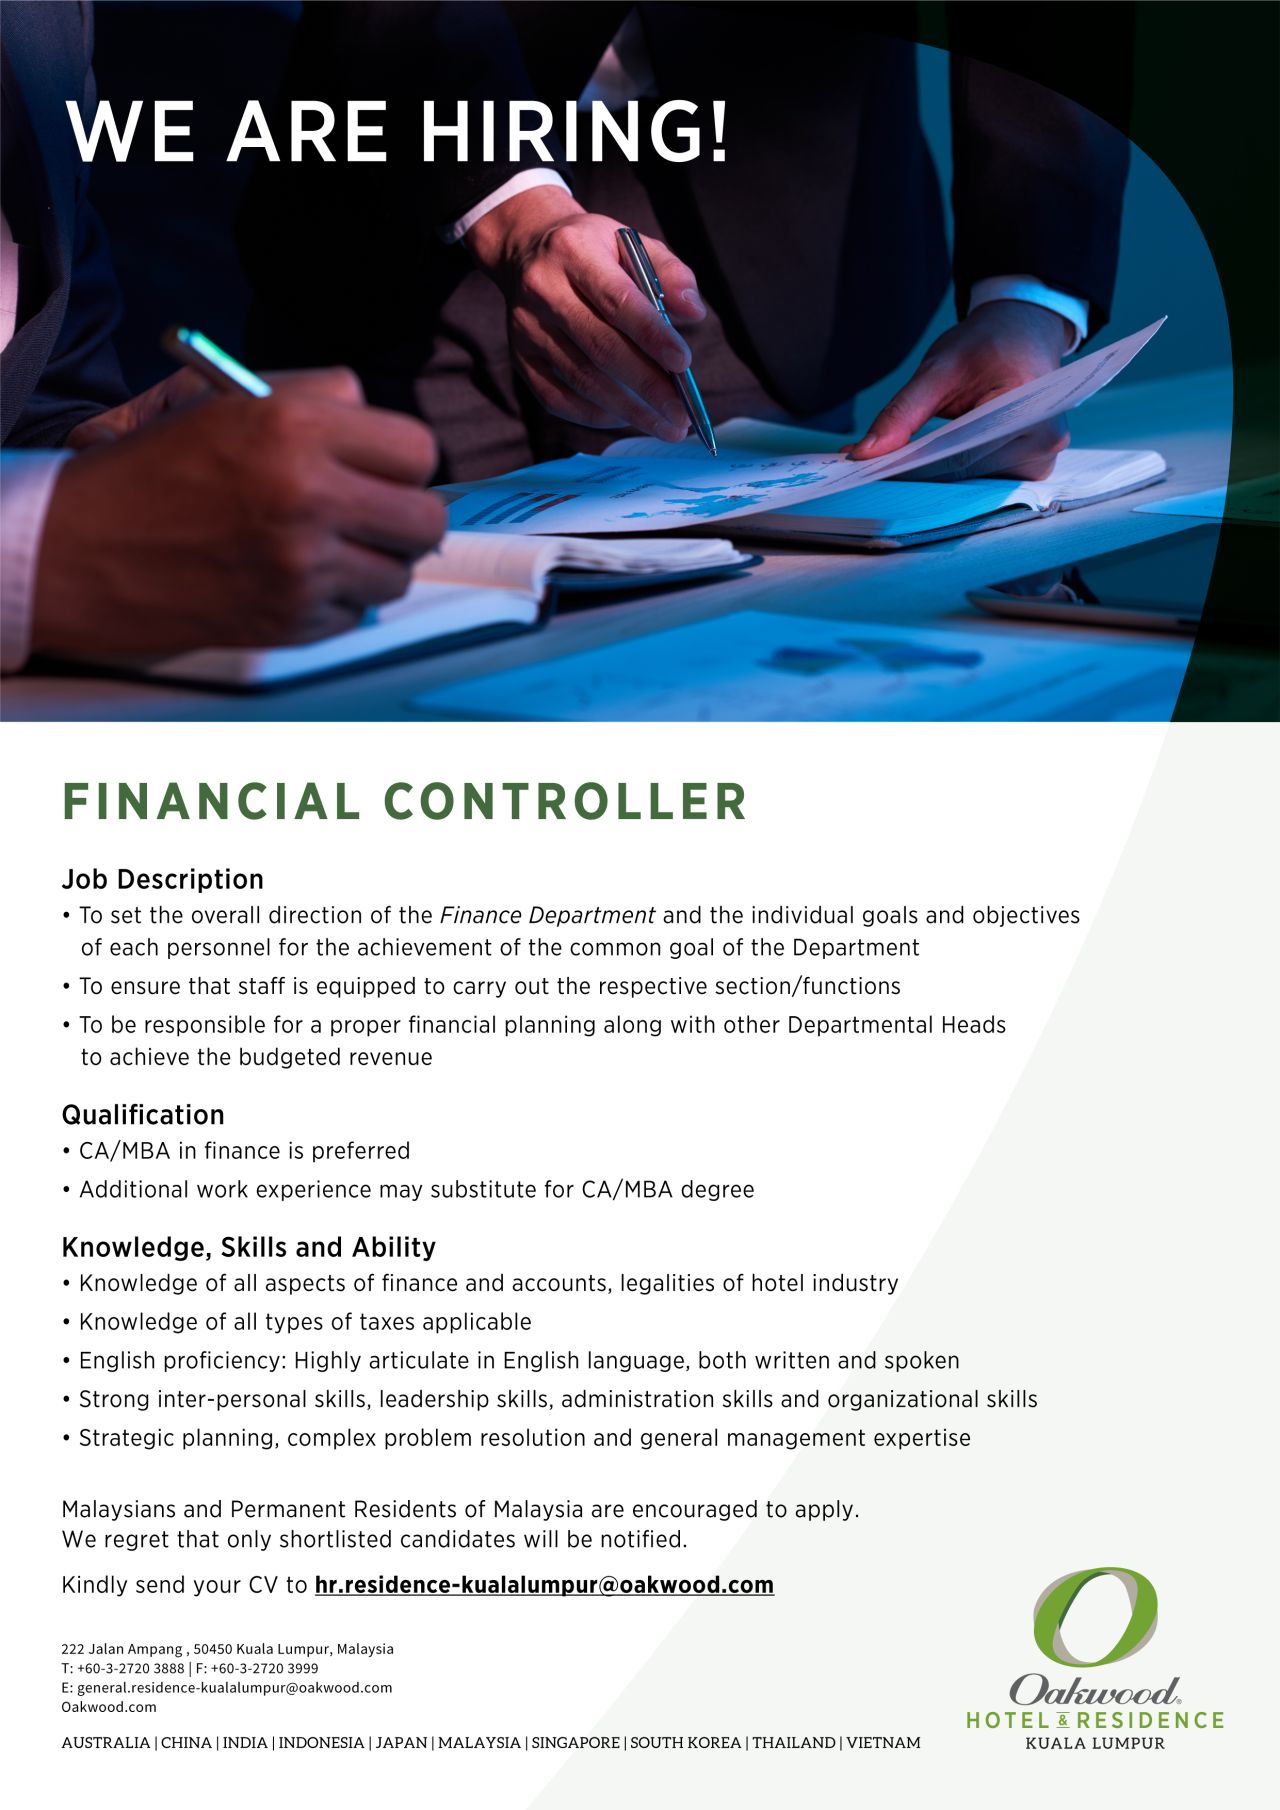 WE ARE HIRING!
FINANCIAL CONTROLLER
Job Description
• To set the overall direction of the Finance Department and the individual goals and objectives
of each personnel for the achievement of the common goal of the Department
• To ensure that staff is equipped to carry out the respective section/functions
• To be responsible for a proper financial planning along with other Departmental Heads
to achieve the budgeted revenue
Qualification
• CA/MBA in finance is preferred
• Additional work experience may substitute for CA/MBA degree
Knowledge, Skills and Ability
• Knowledge of all aspects of finance and accounts, legalities of hotel industry
• Knowledge of all types of taxes applicable
• English proficiency: Highly articulate in English language, both written and spoken
• Strong inter-personal skills, leadership skills, administration skills and organizational skills
• Strategic planning, complex problem resolution and general management expertise
Malaysians and Permanent Residents of Malaysia are encouraged to apply.
We regret that only shortlisted candidates will be notified.
Kindly send your CV to hr.residence-kualalumpur@oakwood.com
222 Jalan Ampang , 50450 Kuala Lumpur, Malaysia
T: +60-3-2720 3888 | F: +60-3-2720 3999
E: general.residence-kualalumpur@oakwood.com
Oakwood.com
AUSTRALIA | CHINA | INDIA | INDONESIA | JAPAN | MALAYSIA | SINGAPORE | SOUTH KOREA | THAILAND | VIETNAM
Oakwood®
HOTEL & RESIDENCE
KUALA LUMPUR